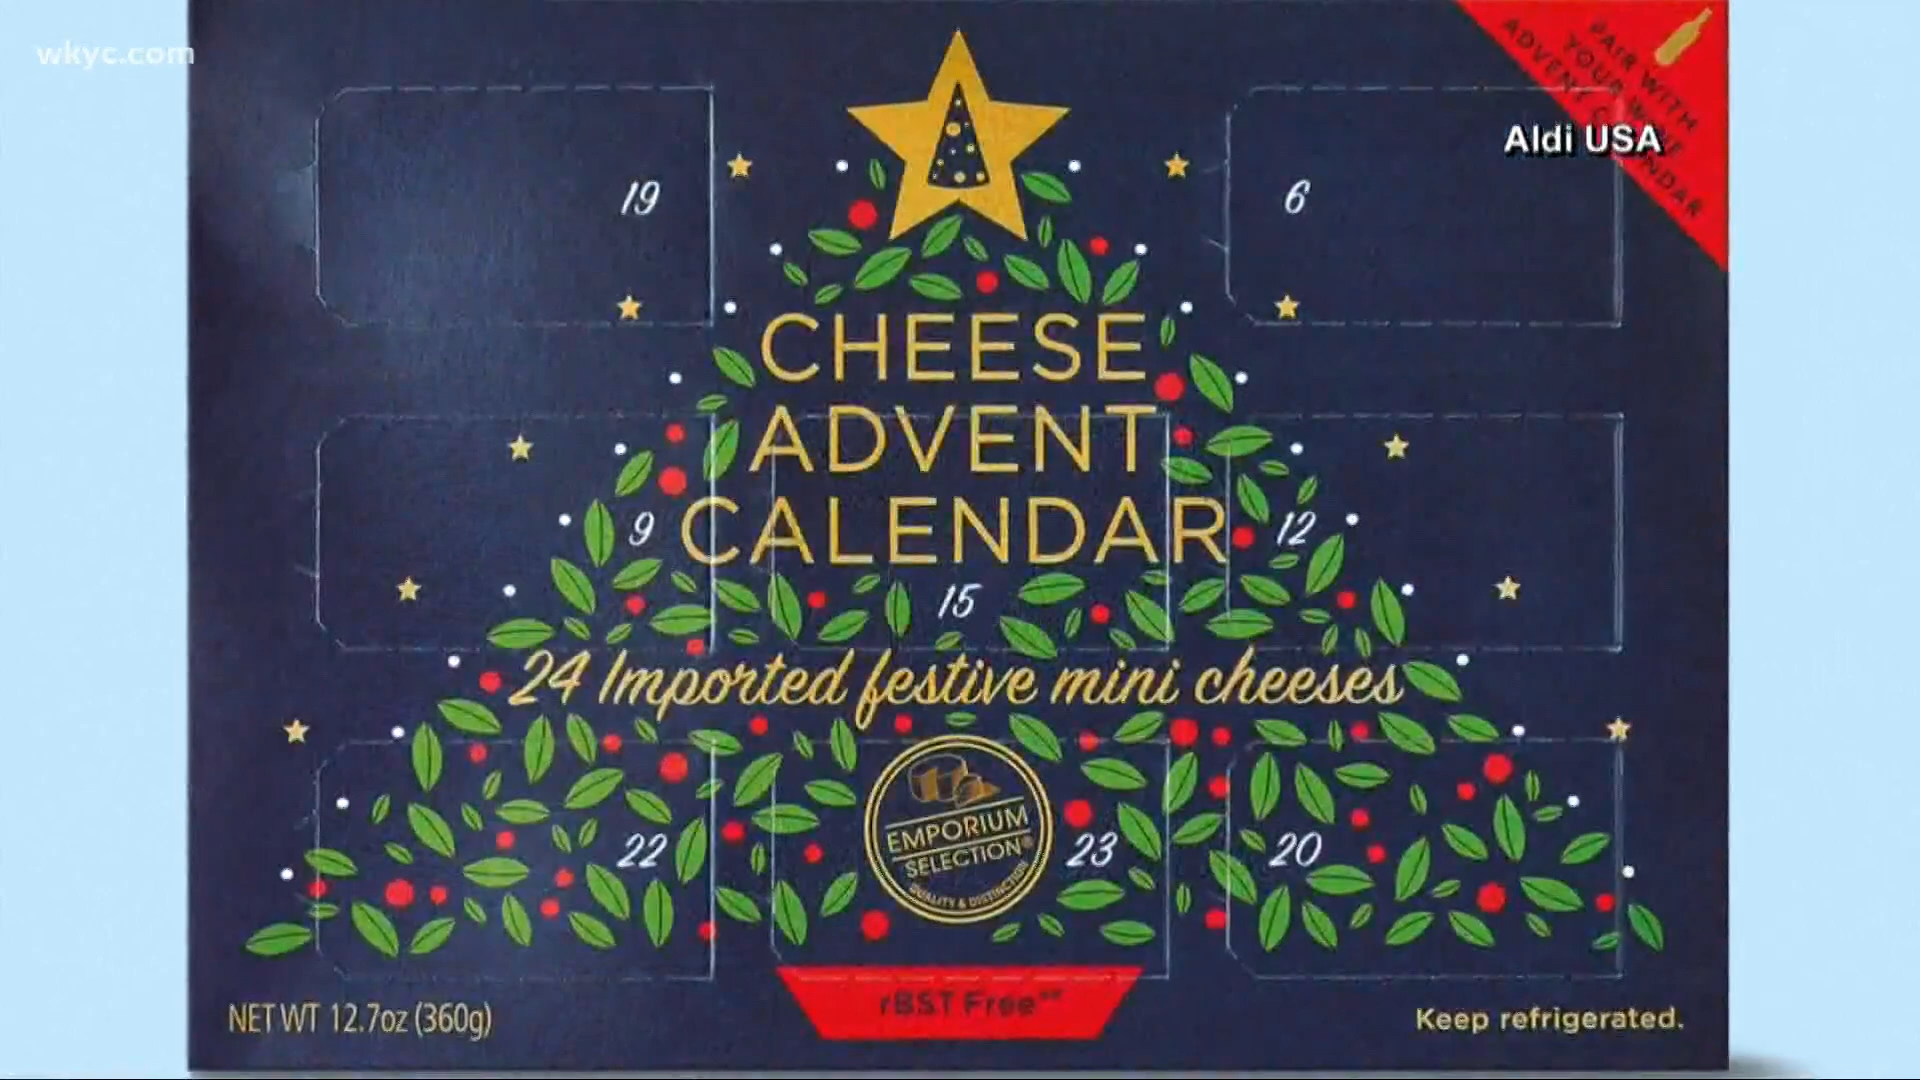 wkyc.com
PAIR WITH
YOUR WINE
ADVENT CALENDAR
Aldi USA
19
6
CHEESE
ADVENT
CALENDAR
9
12
15
24 Imported festive mini cheeses
EMPORIUM
SELECTION®
QUALITY & DISTINCTION
22
23
20
rBST Free**
NET WT 12.7oz (360g)
Keep refrigerated.